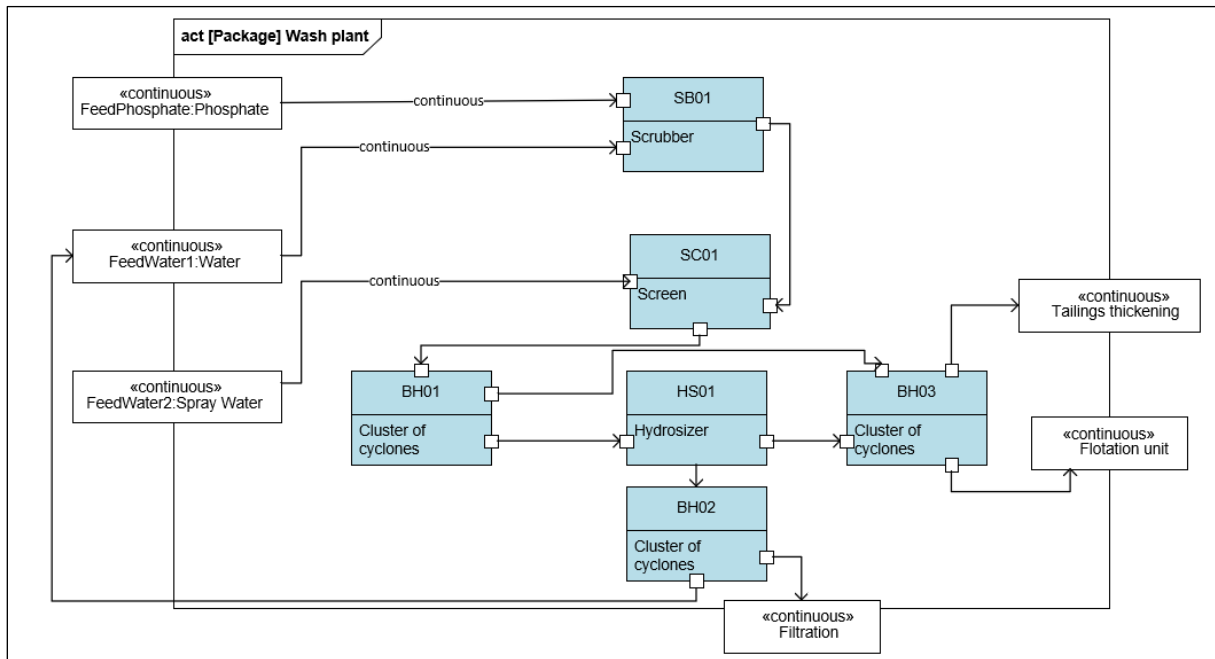 act [Package] Wash plant
«continuous»
FeedPhosphate:Phosphate
continuous
SB01
Scrubber
continuous
«continuous»
FeedWater1:Water
SC01
Screen
continuous
«continuous»
Tailings thickening
«continuous»
FeedWater2:Spray Water
BH01
Cluster of
cyclones
HS01
Hydrosizer
BH03
Cluster of
cyclones
«continuous»
Flotation unit
BH02
Cluster of
cyclones
«continuous»
Filtration